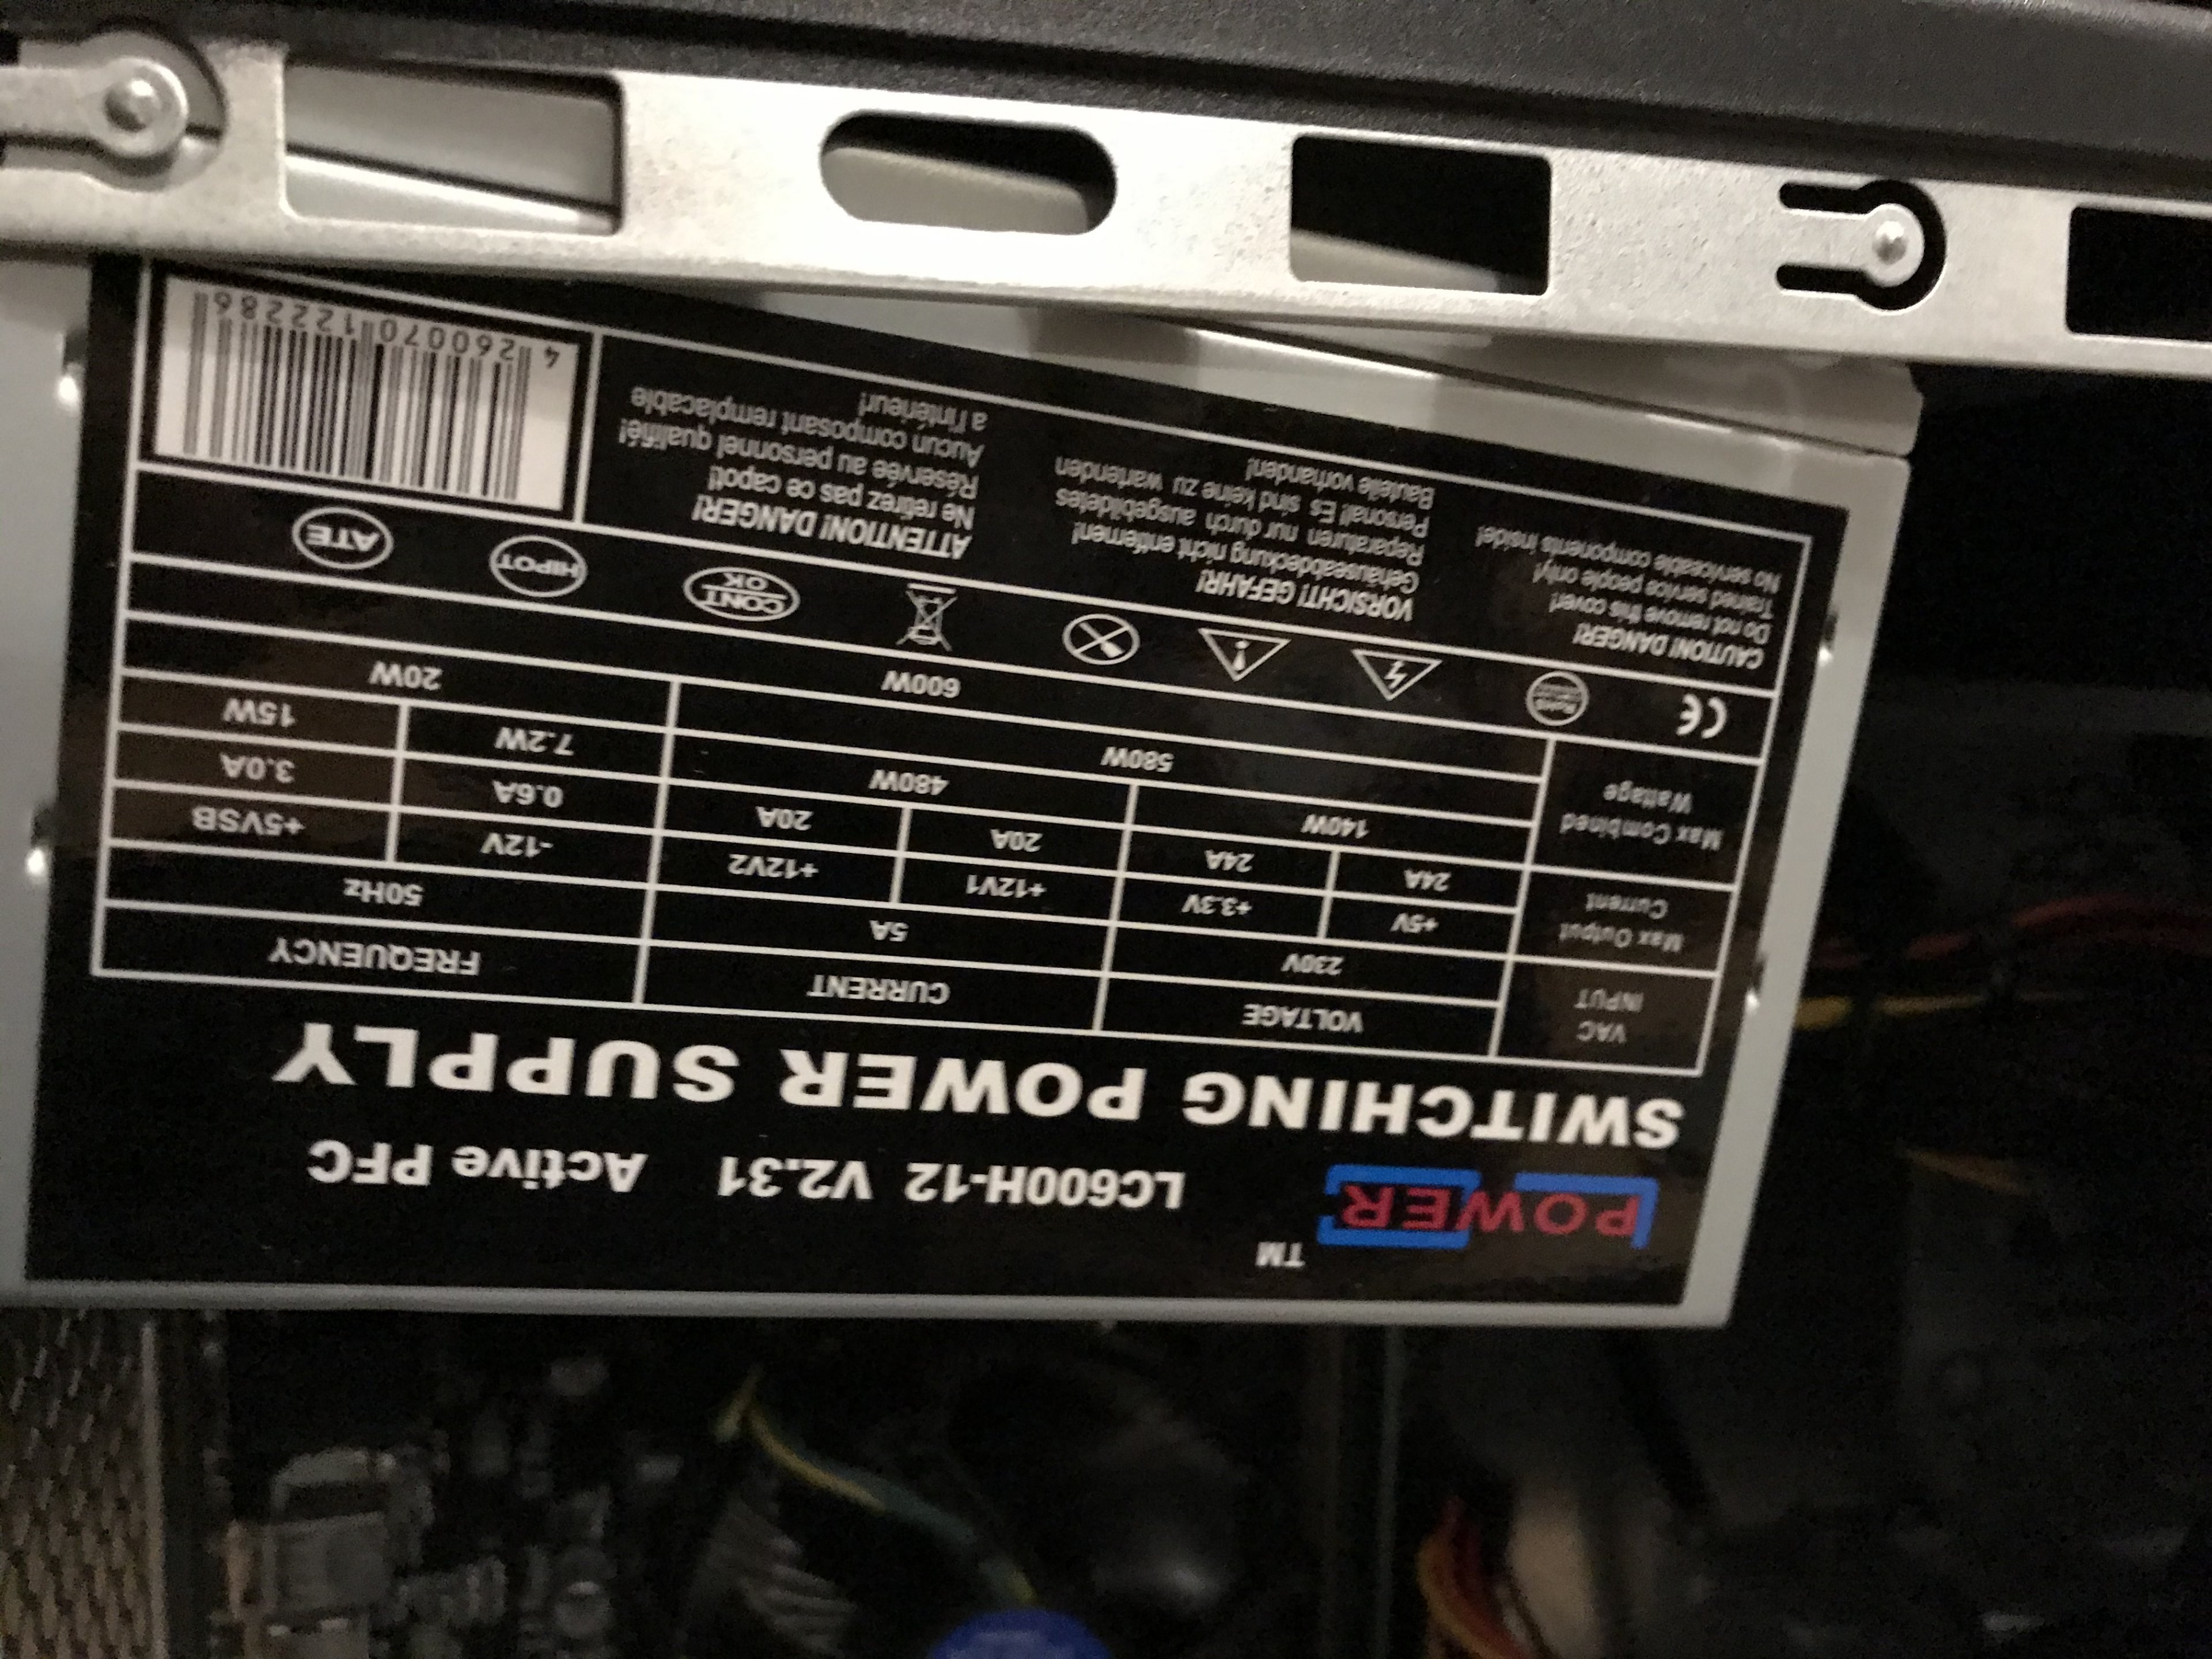 POWER TM
LC600H-12 V2.31 Active PFC
SWITCHING POWER SUPPLY
VAC INPUT
VOLTAGE CURRENT FREQUENCY
230V 5A 50Hz
Max Output Current
+5V +3.3V +12V1 +12V2 -12V +5VSB
24A 24A 20A 20A 0.6A 3.0A
Max Combined Wattage
140W 480W 7.2W 15W
580W 20W
600W
CE RoHS CONT OK HIPOT ATE
CAUTION! DANGER!
Do not remove this cover!
Trained service people only!
No serviceable components inside!
VORSICHT! GEFAHR!
Gehäuseabdeckung nicht entfernen!
Reparaturen nur durch ausgebildetes
Personal! Es sind keine zu wartenden
Bauteile vorhanden!
ATTENTION! DANGER!
Ne retirez pas ce capot!
Réservée au personnel qualifié!
Aucun composant remplacable
a l'intérieur!
4 260070 122286